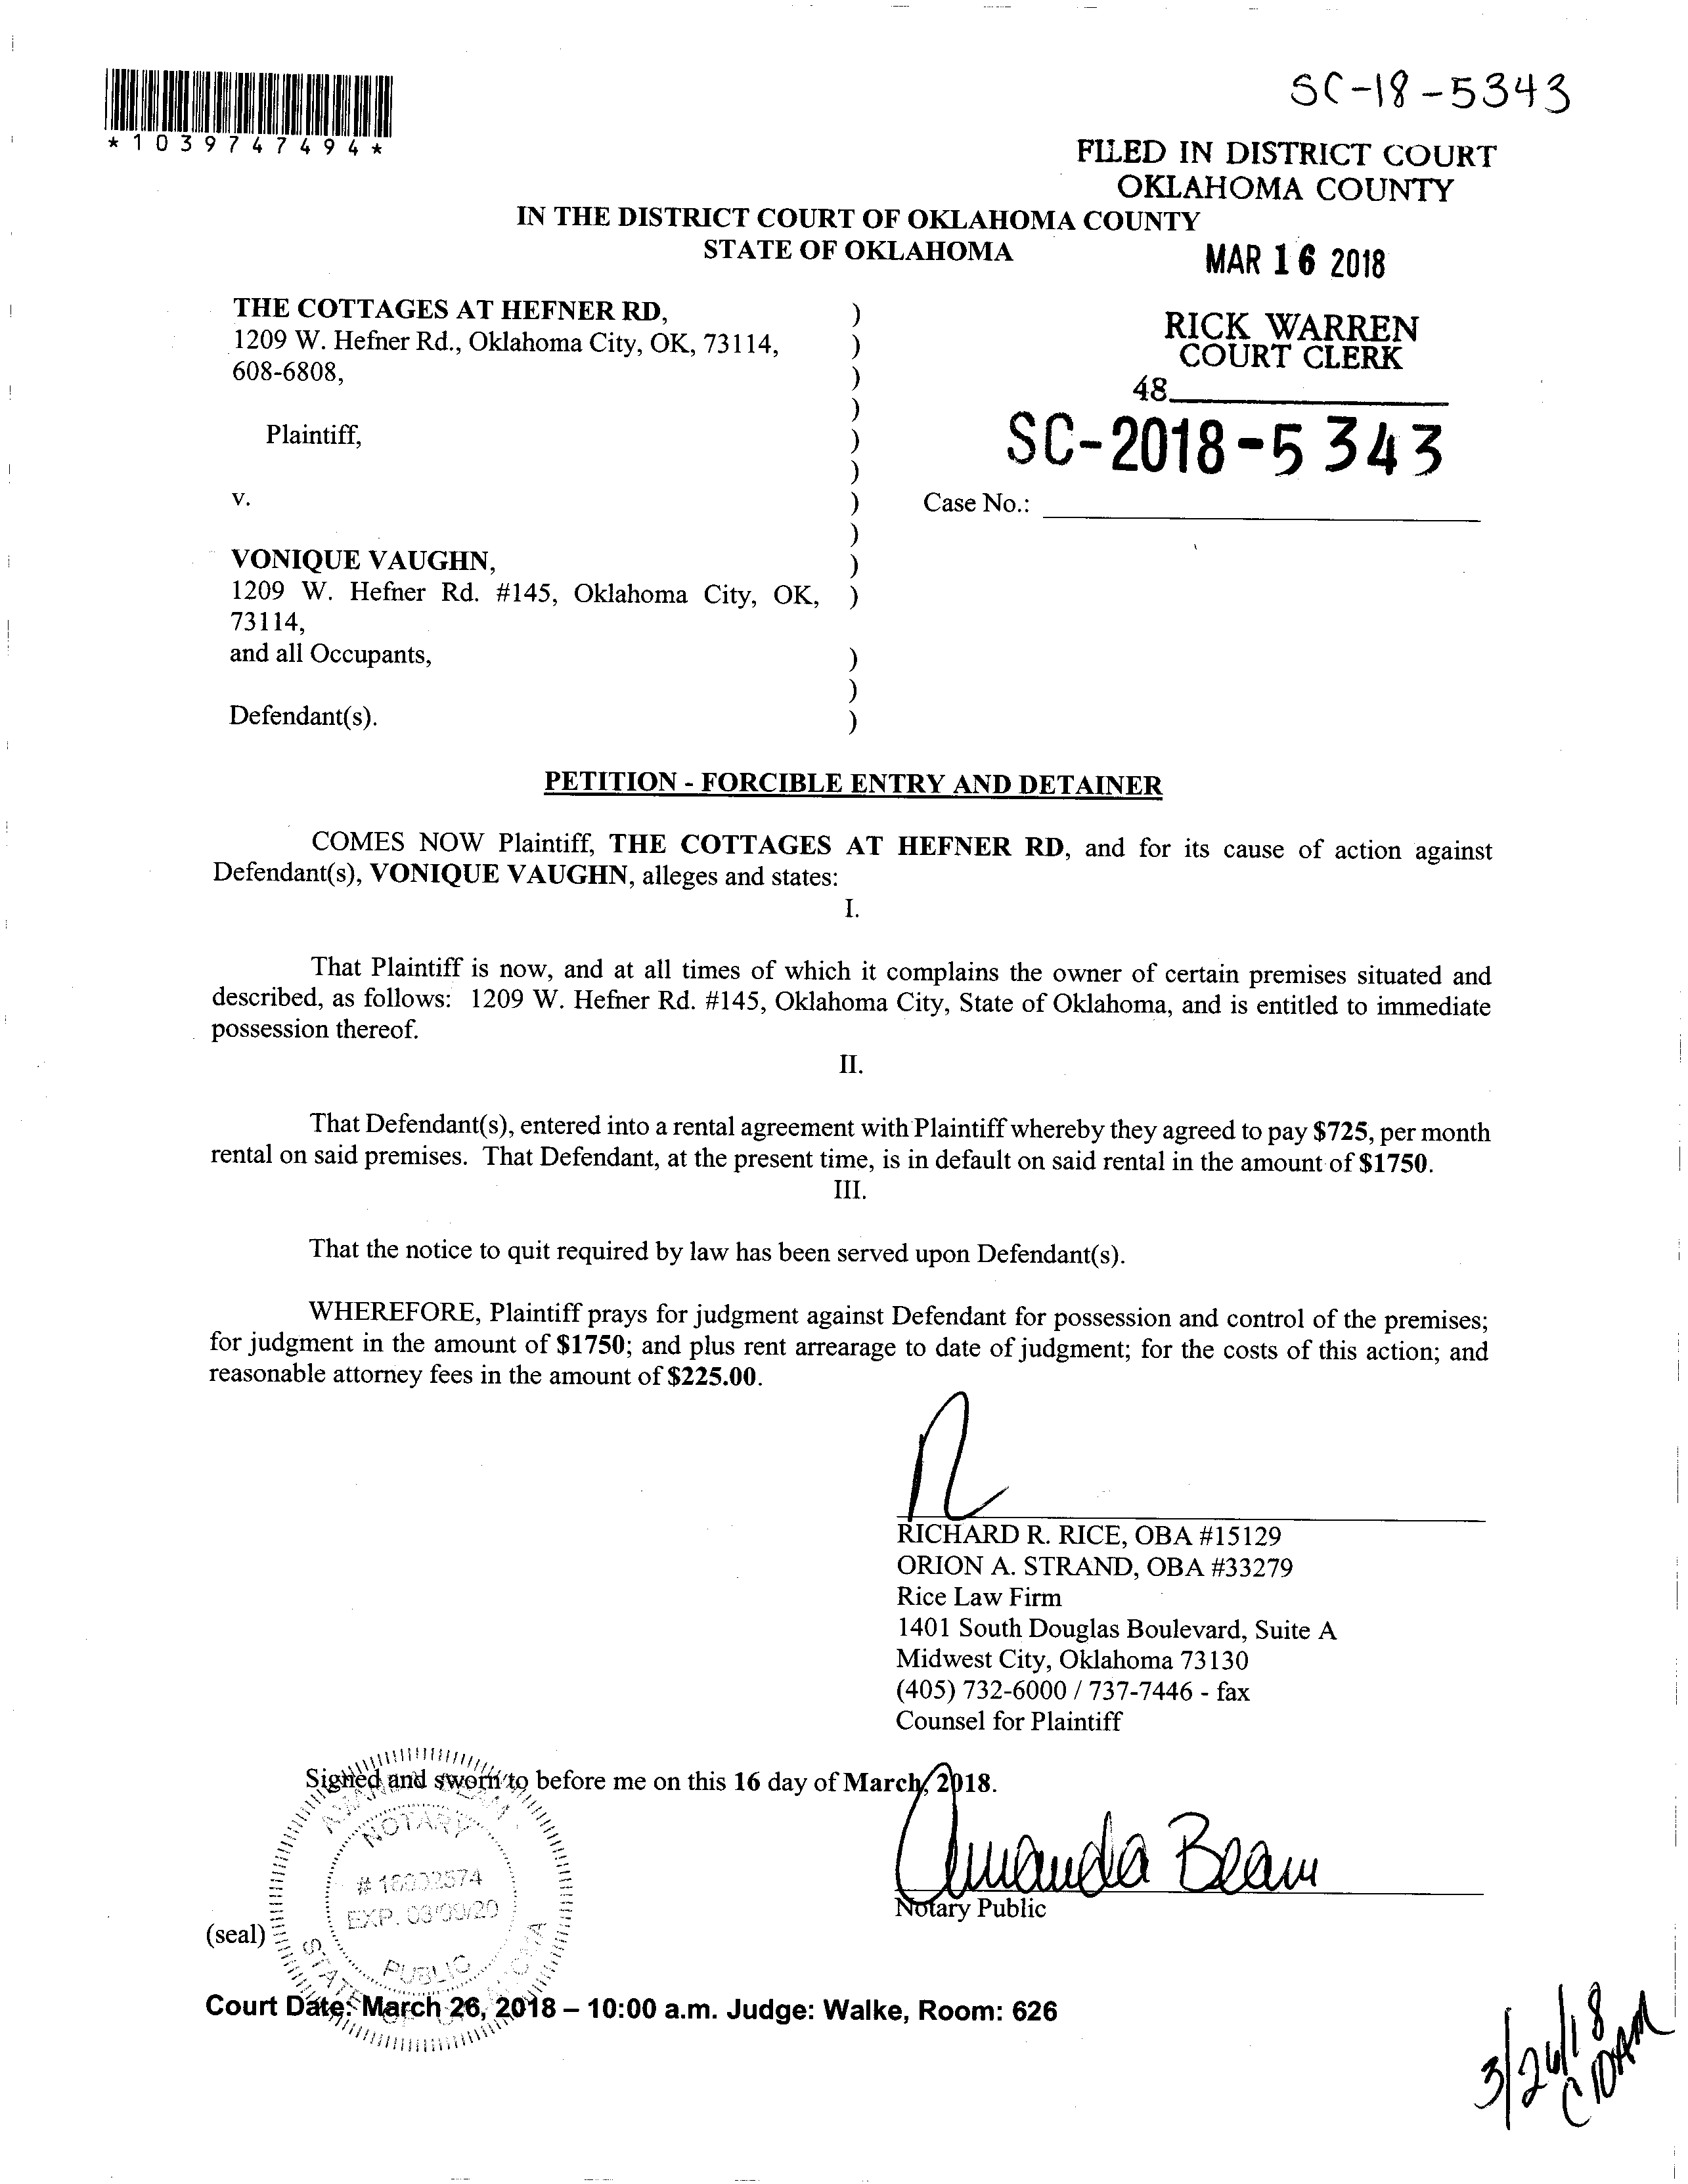 SC-18-5343
*1039747494*
FILED IN DISTRICT COURT
OKLAHOMA COUNTY
IN THE DISTRICT COURT OF OKLAHOMA COUNTY
STATE OF OKLAHOMA
MAR 16 2018
THE COTTAGES AT HEFNER RD, )
1209 W. Hefner Rd., Oklahoma City, OK, 73114, )
608-6808, )
)
Plaintiff, )
)
v. )
)
VONIQUE VAUGHN, )
1209 W. Hefner Rd. #145, Oklahoma City, OK, )
73114,
and all Occupants, )
)
Defendant(s). )
RICK WARREN
COURT CLERK
48
SC-2018-5343
Case No.:
PETITION - FORCIBLE ENTRY AND DETAINER
COMES NOW Plaintiff, THE COTTAGES AT HEFNER RD, and for its cause of action against
Defendant(s), VONIQUE VAUGHN, alleges and states:
I.
That Plaintiff is now, and at all times of which it complains the owner of certain premises situated and
described, as follows: 1209 W. Hefner Rd. #145, Oklahoma City, State of Oklahoma, and is entitled to immediate
possession thereof.
II.
That Defendant(s), entered into a rental agreement with Plaintiff whereby they agreed to pay $725, per month
rental on said premises. That Defendant, at the present time, is in default on said rental in the amount of $1750.
III.
That the notice to quit required by law has been served upon Defendant(s).
WHEREFORE, Plaintiff prays for judgment against Defendant for possession and control of the premises;
for judgment in the amount of $1750; and plus rent arrearage to date of judgment; for the costs of this action; and
reasonable attorney fees in the amount of $225.00.
RICHARD R. RICE, OBA #15129
ORION A. STRAND, OBA #33279
Rice Law Firm
1401 South Douglas Boulevard, Suite A
Midwest City, Oklahoma 73130
(405) 732-6000 / 737-7446 - fax
Counsel for Plaintiff
Signed and sworn to before me on this 16 day of March, 2018.
Amanda Beam
Notary Public
AMANDA BEAM
NOTARY
EXP.
PUBLIC
STATE OF OKLAHOMA
(seal)
Court Date: March 26, 2018 – 10:00 a.m. Judge: Walke, Room: 626
3/26/18
10AM